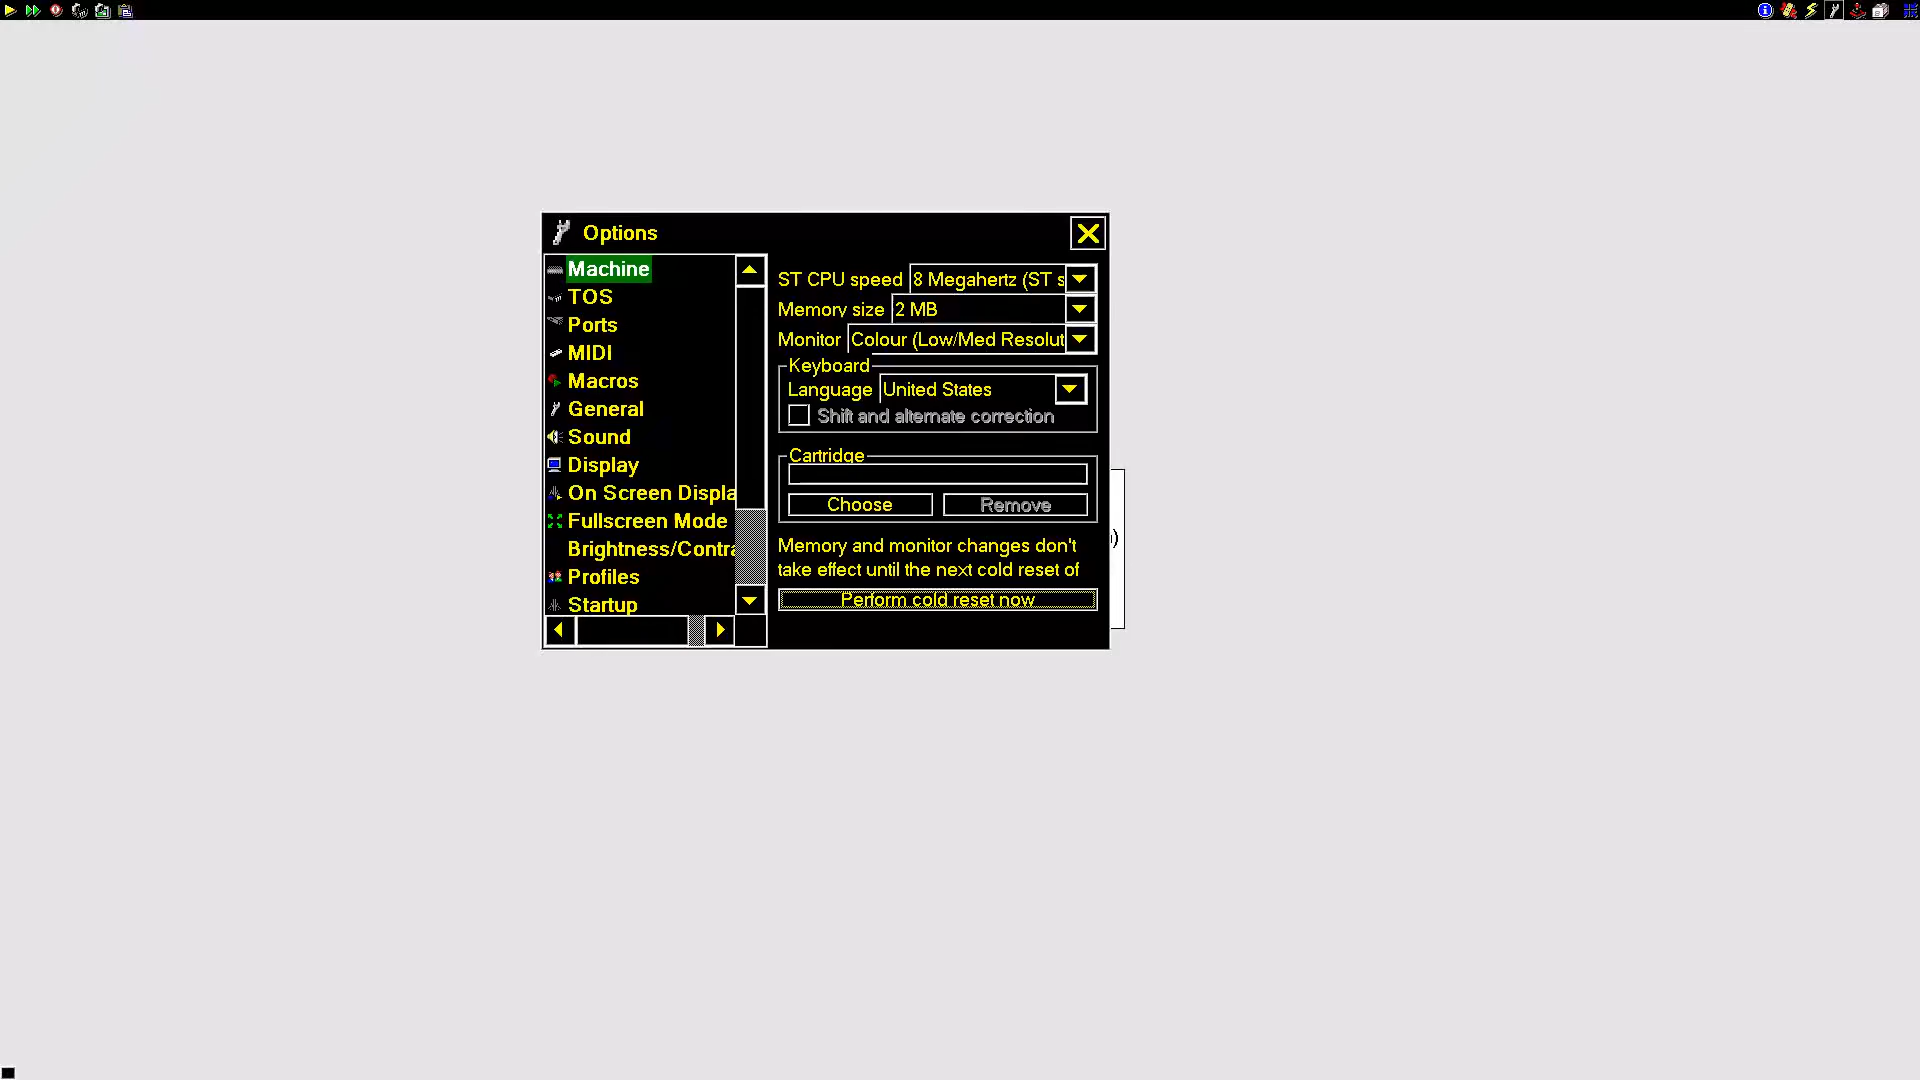 Options
Machine
TOS
Ports
MIDI
Macros
General
Sound
Display
On Screen Displa
Fullscreen Mode
Brightness/Contra
Profiles
Startup
ST CPU speed 8 Megahertz (ST s
Memory size 2 MB
Monitor Colour (Low/Med Resolut
Keyboard
Language United States
Shift and alternate correction
Cartridge
Choose Remove
Memory and monitor changes don't
take effect until the next cold reset of
Perform cold reset now